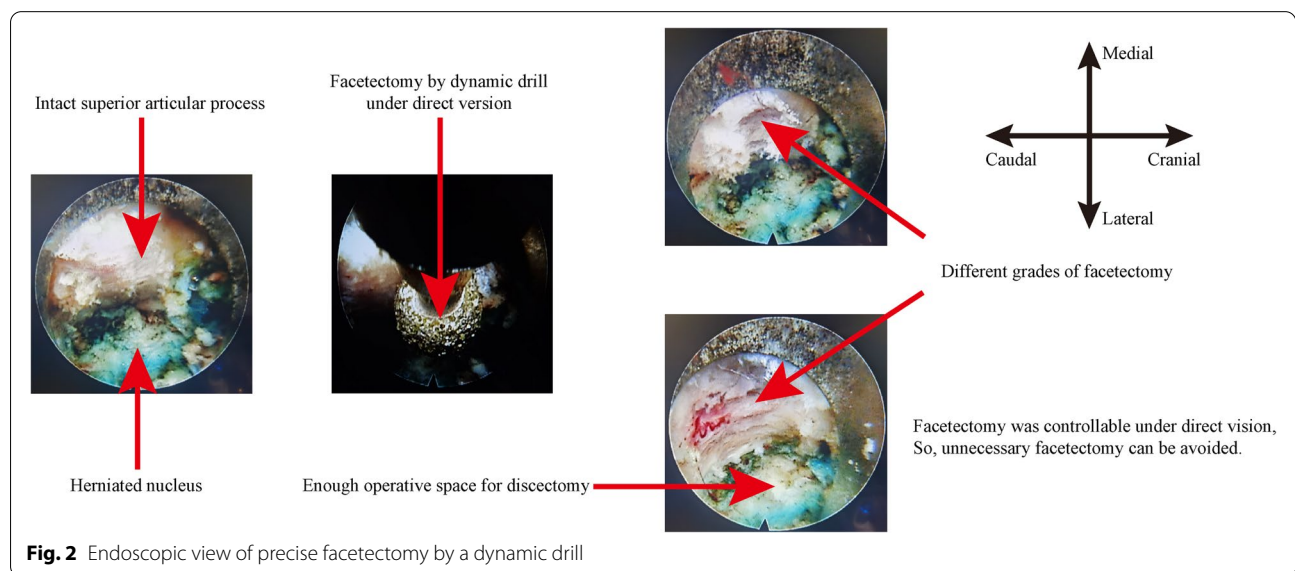 Intact superior articular process
Facetectomy by dynamic drill
under direct version
Medial
Caudal
Cranial
Lateral
Different grades of facetectomy
Facetectomy was controllable under direct vision,
So, unnecessary facetectomy can be avoided.
Herniated nucleus
Enough operative space for discectomy
Fig. 2 Endoscopic view of precise facetectomy by a dynamic drill